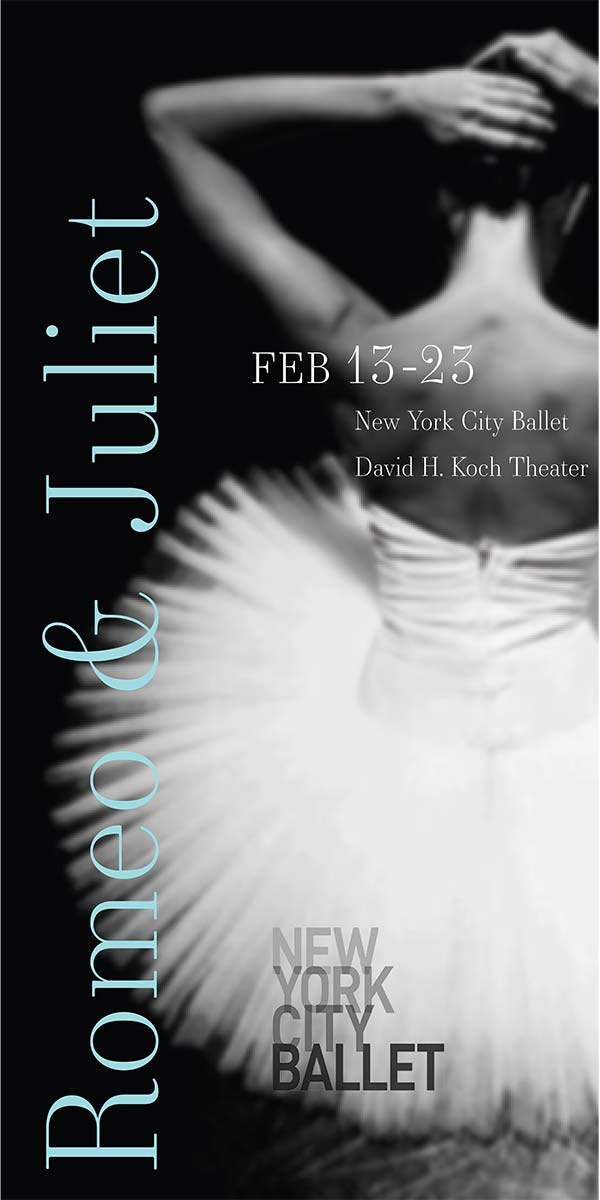 Romeo & Juliet
FEB 13-23
New York City Ballet
David H. Koch Theater
NEW
YORK
CITY
BALLET